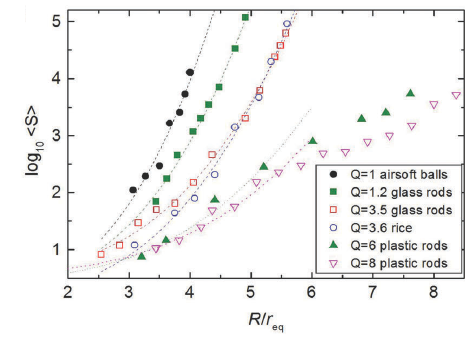 5
4
3
2
1
log10 <S>
Q=1 airsoft balls
Q=1.2 glass rods
Q=3.5 glass rods
Q=3.6 rice
Q=6 plastic rods
Q=8 plastic rods
2 3 4 5 6 7 8
R/req